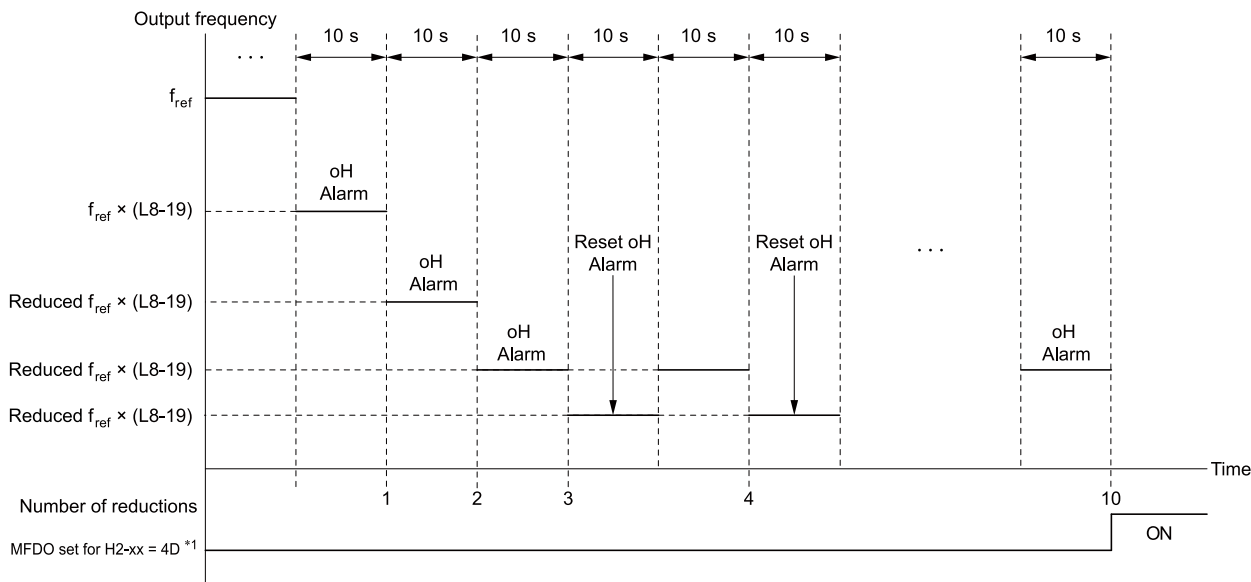 Output frequency
10 s
10 s
10 s
10 s
10 s
10 s
10 s
. . .
f_ref
oH
Alarm
f_ref × (L8-19)
Reset oH
Alarm
Reset oH
Alarm
. . .
oH
Alarm
Reduced f_ref × (L8-19)
oH
Alarm
oH
Alarm
Reduced f_ref × (L8-19)
Reduced f_ref × (L8-19)
Time
Number of reductions
1
2
3
4
10
MFDO set for H2-xx = 4D *1
ON